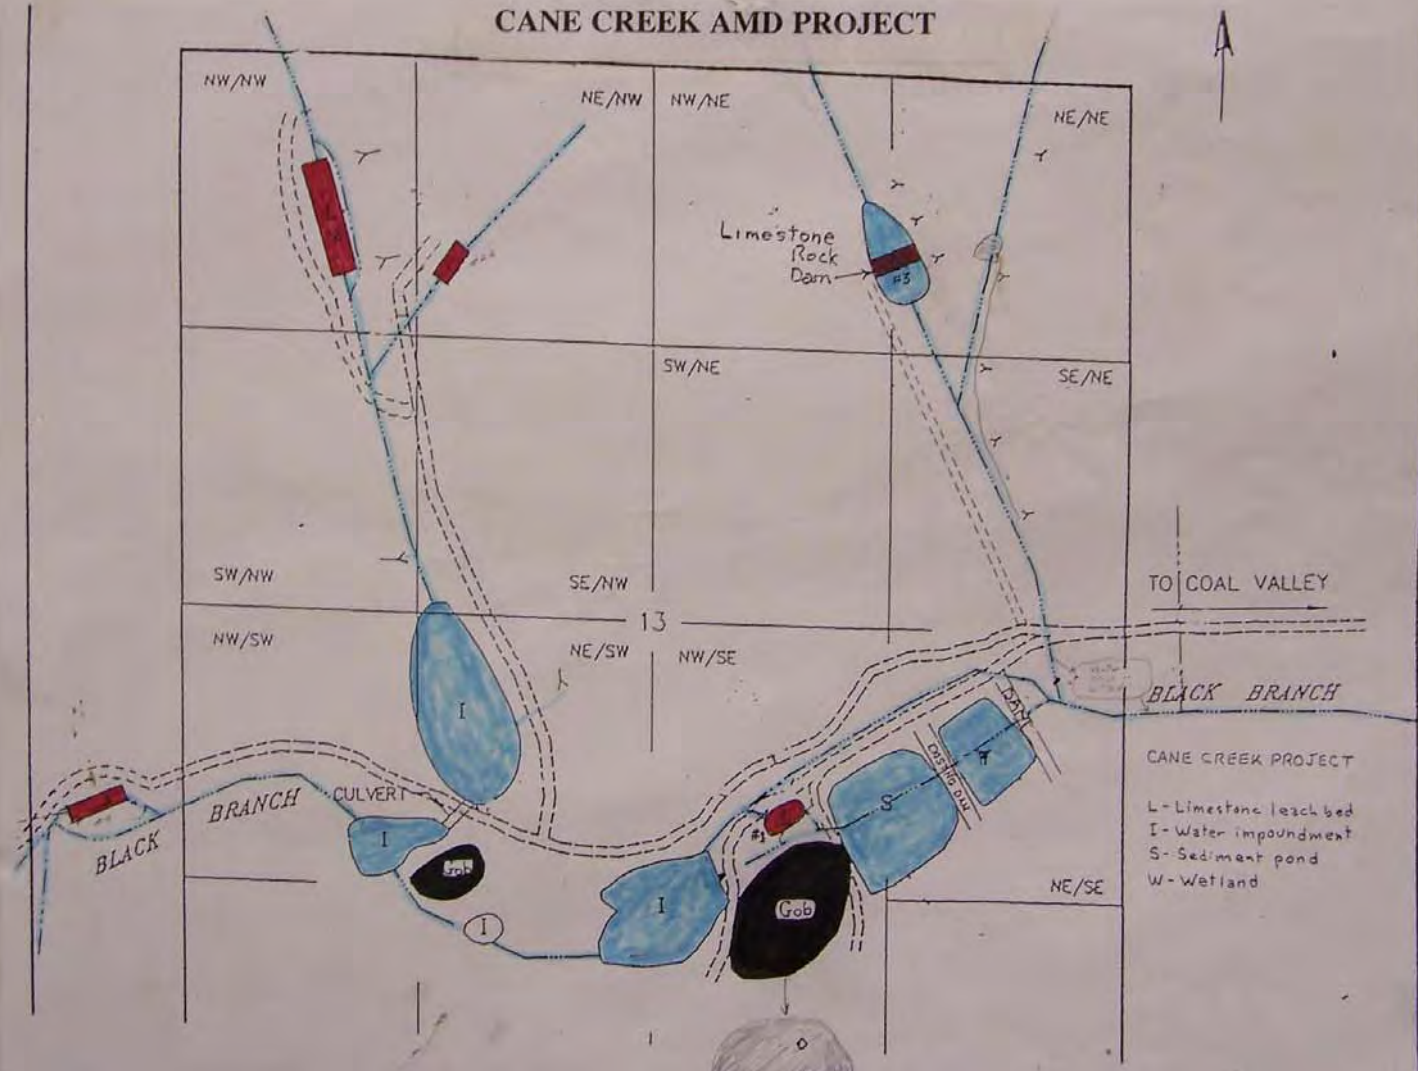 CANE CREEK AMD PROJECT
NW/NW
NE/NW
NW/NE
NE/NE
Limestone
Rock
Dam
#3
SW/NE
SE/NE
SW/NW
SE/NW
13
TO COAL VALLEY
NW/SW
NE/SW
NW/SE
I
DAM
BLACK BRANCH
EXISTING DAM
S
CANE CREEK PROJECT
L-Limestone leach bed
I-Water impoundment
S-Sediment pond
W-Wetland
CULVERT
BLACK BRANCH
I
Gob
#1
I
I
Gob
NE/SE